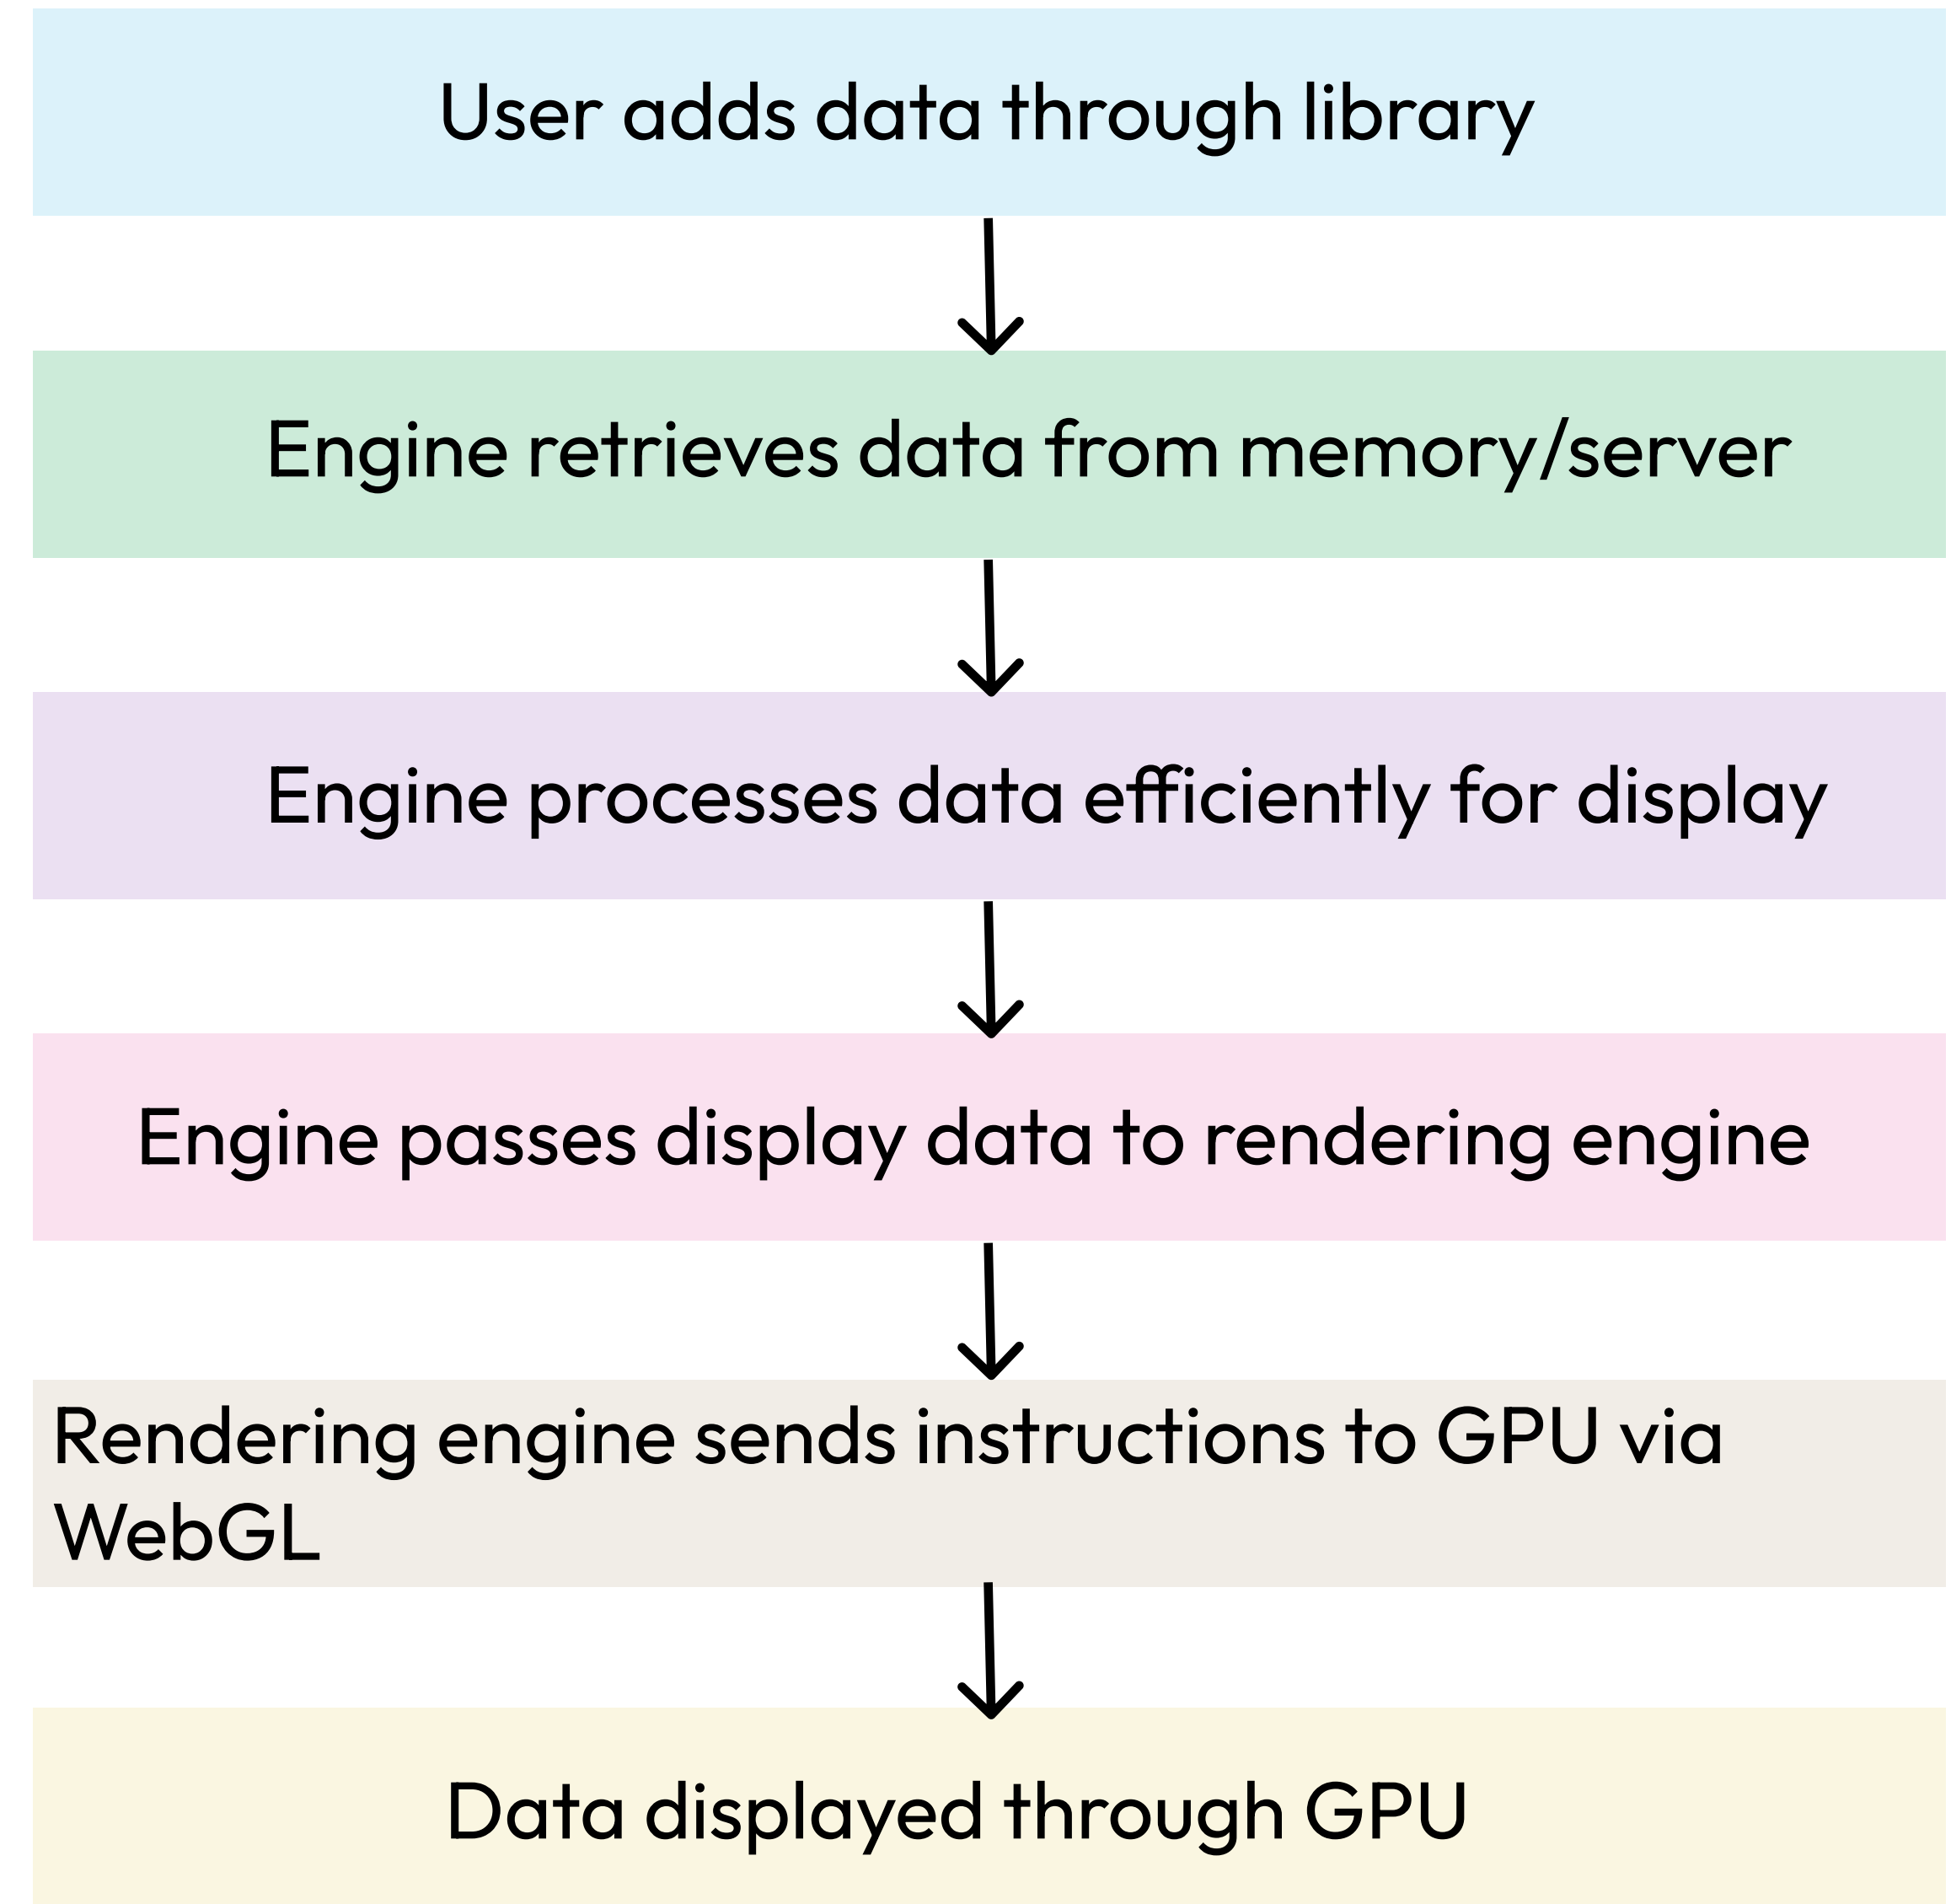 User adds data through library
Engine retrieves data from memory/server
Engine processes data efficiently for display
Engine passes display data to rendering engine
Rendering engine sends instructions to GPU via
WebGL
Data displayed through GPU